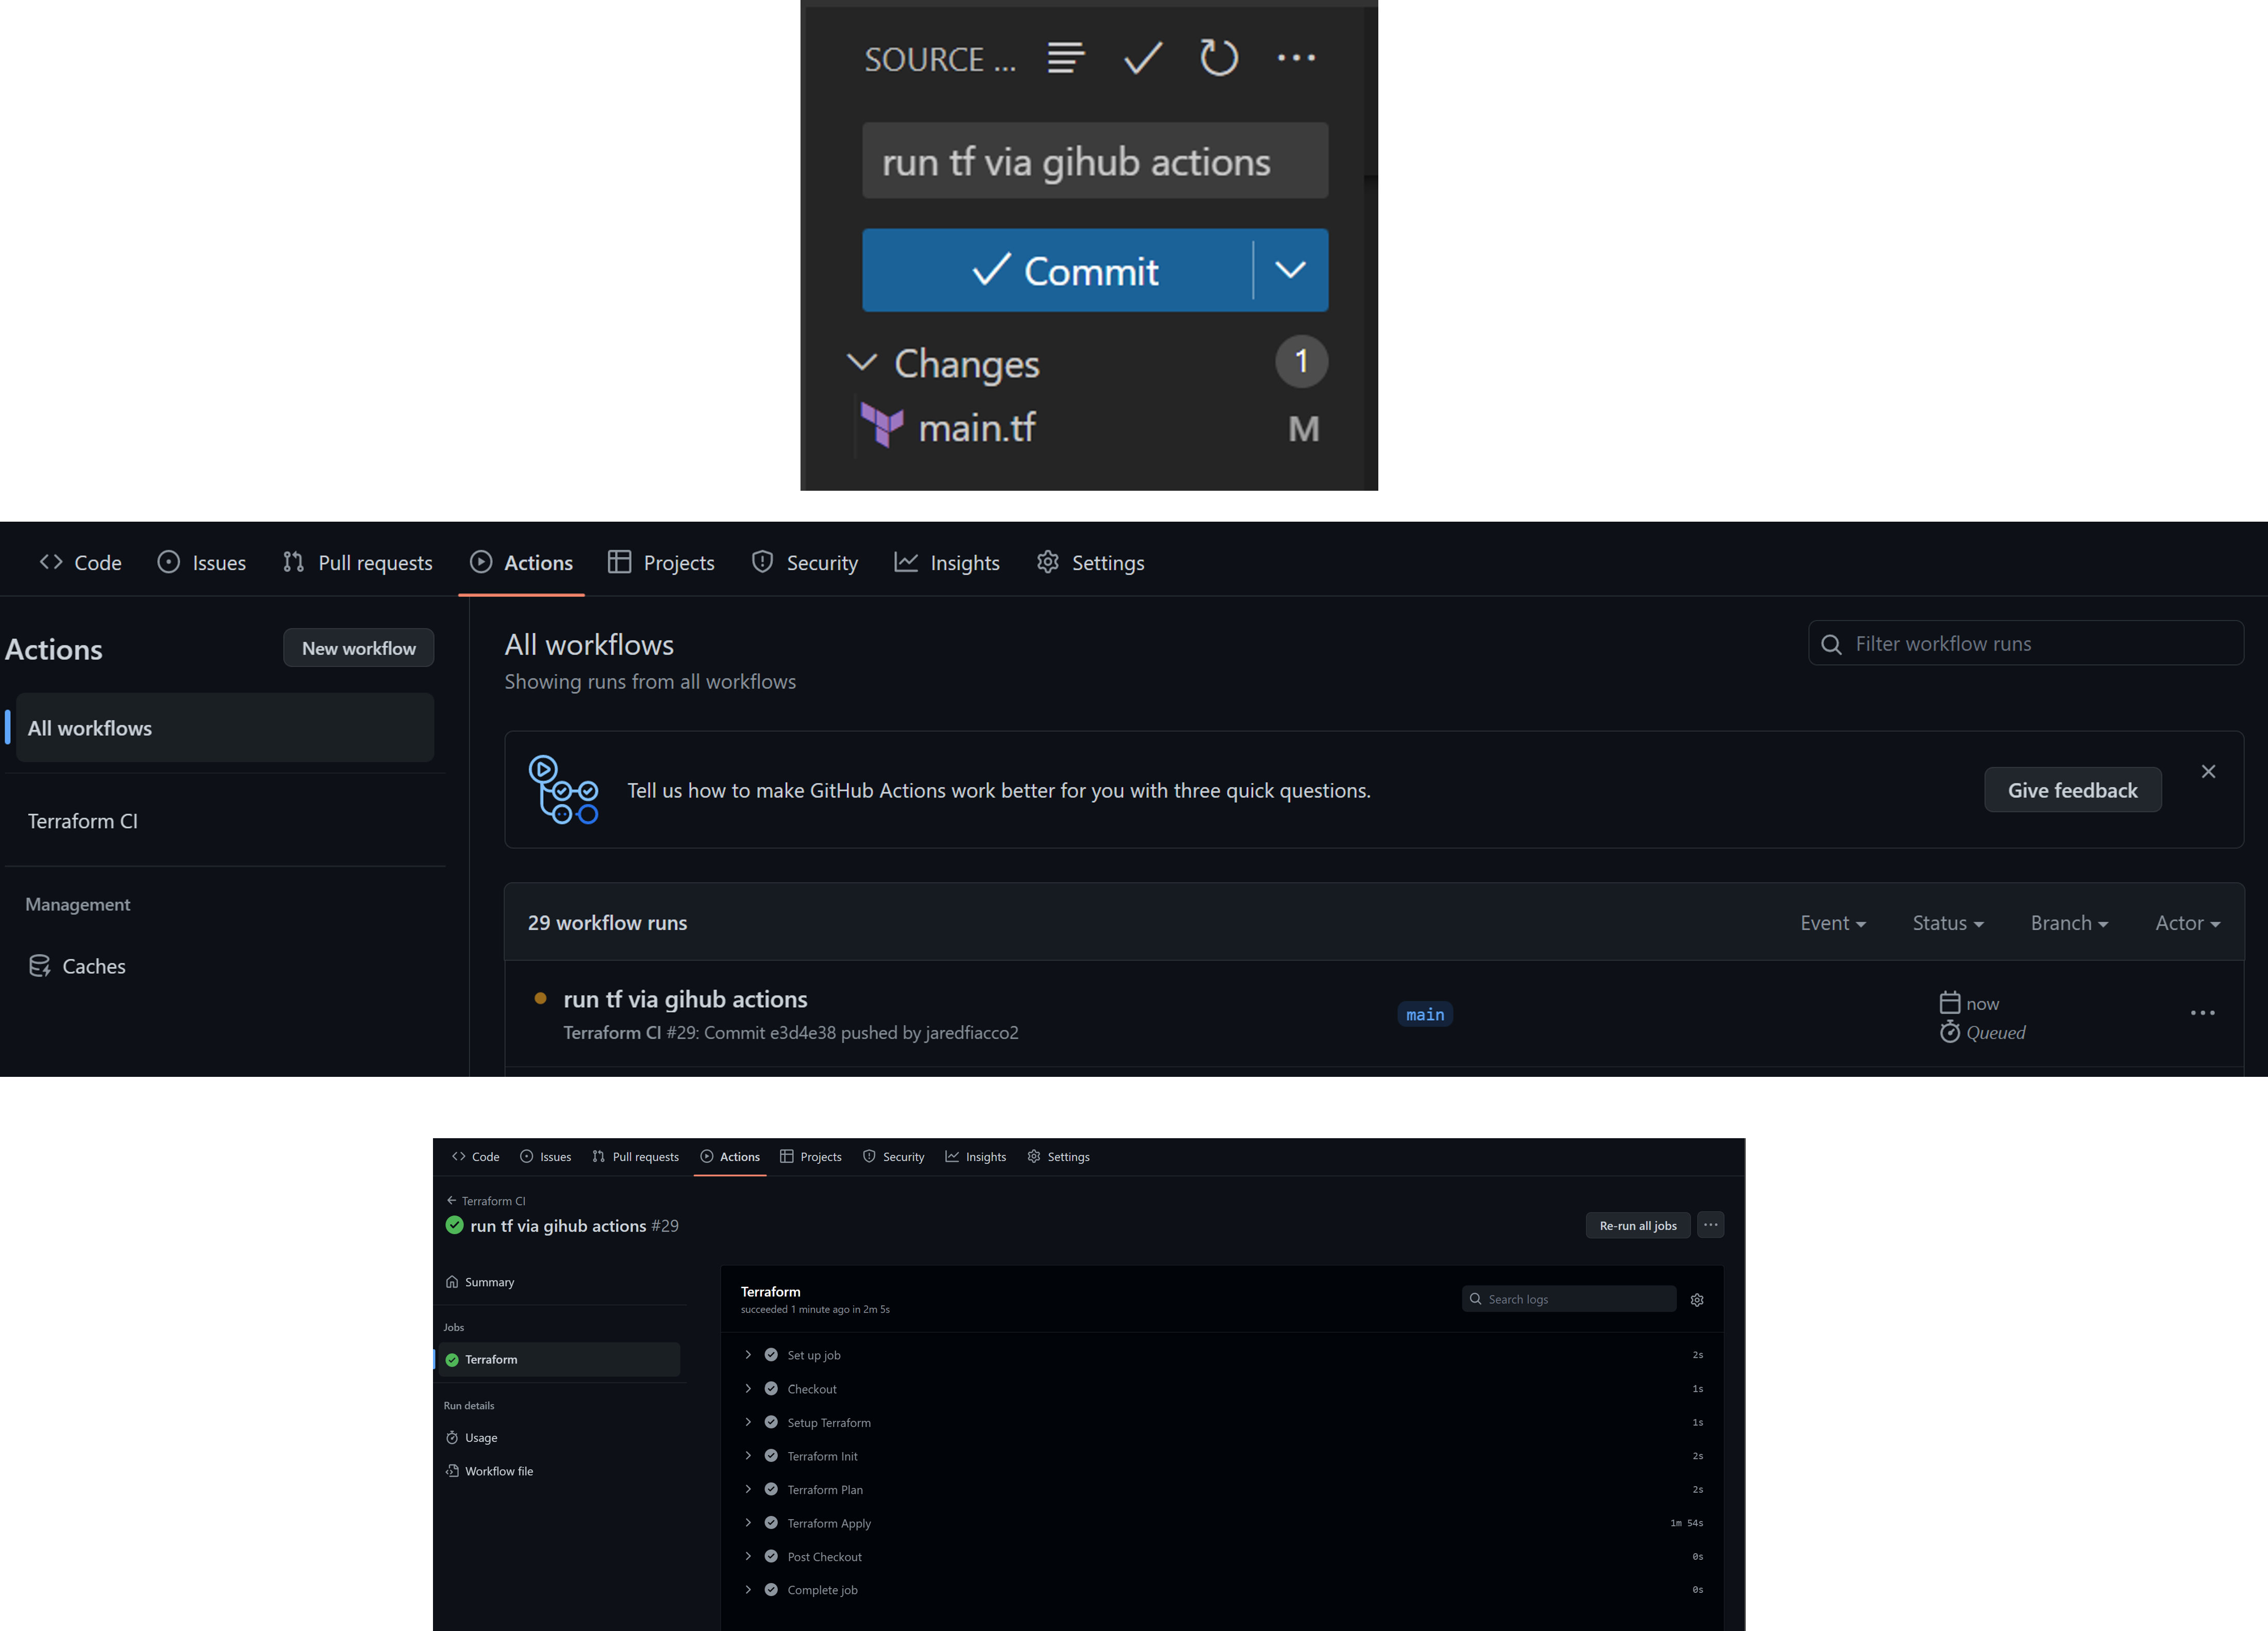 SOURCE ...
run tf via gihub actions
Commit
Changes 1
main.tf M
Code Issues Pull requests Actions Projects Security Insights Settings
Actions New workflow
All workflows
Terraform CI
Management
Caches
All workflows
Showing runs from all workflows
Filter workflow runs
Tell us how to make GitHub Actions work better for you with three quick questions.
Give feedback
29 workflow runs Event Status Branch Actor
run tf via gihub actions
Terraform CI #29: Commit e3d4e38 pushed by jaredfiacco2
main
now
Queued
Code Issues Pull requests Actions Projects Security Insights Settings
Terraform CI
run tf via gihub actions #29
Re-run all jobs
Summary
Jobs
Terraform
Run details
Usage
Workflow file
Terraform
succeeded 1 minute ago in 2m 5s
Search logs
Set up job 2s
Checkout 1s
Setup Terraform 1s
Terraform Init 2s
Terraform Plan 2s
Terraform Apply 1m 54s
Post Checkout 0s
Complete job 0s